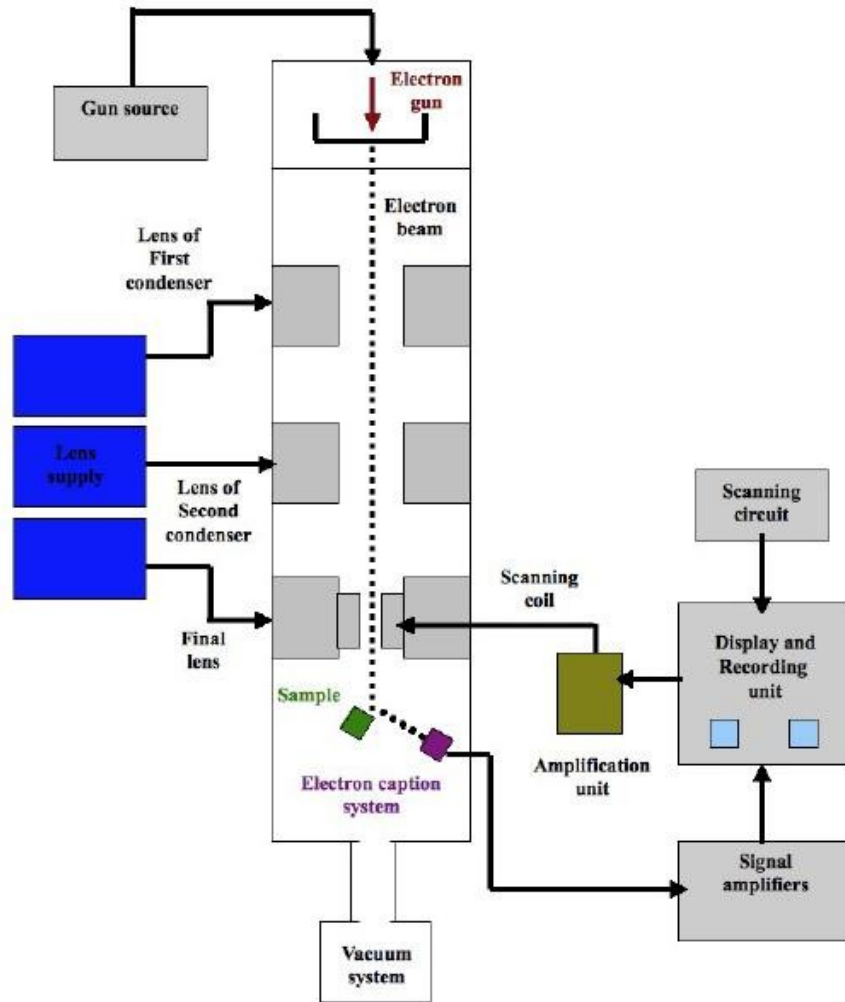 Electron
gun
Gun source
Electron
beam
Lens of
First
condenser
Lens
supply
Lens of
Second
condenser
Scanning
circuit
Scanning
coil
Final
lens
Display and
Recording
unit
Sample
Amplification
unit
Electron caption
system
Signal
amplifiers
Vacuum
system